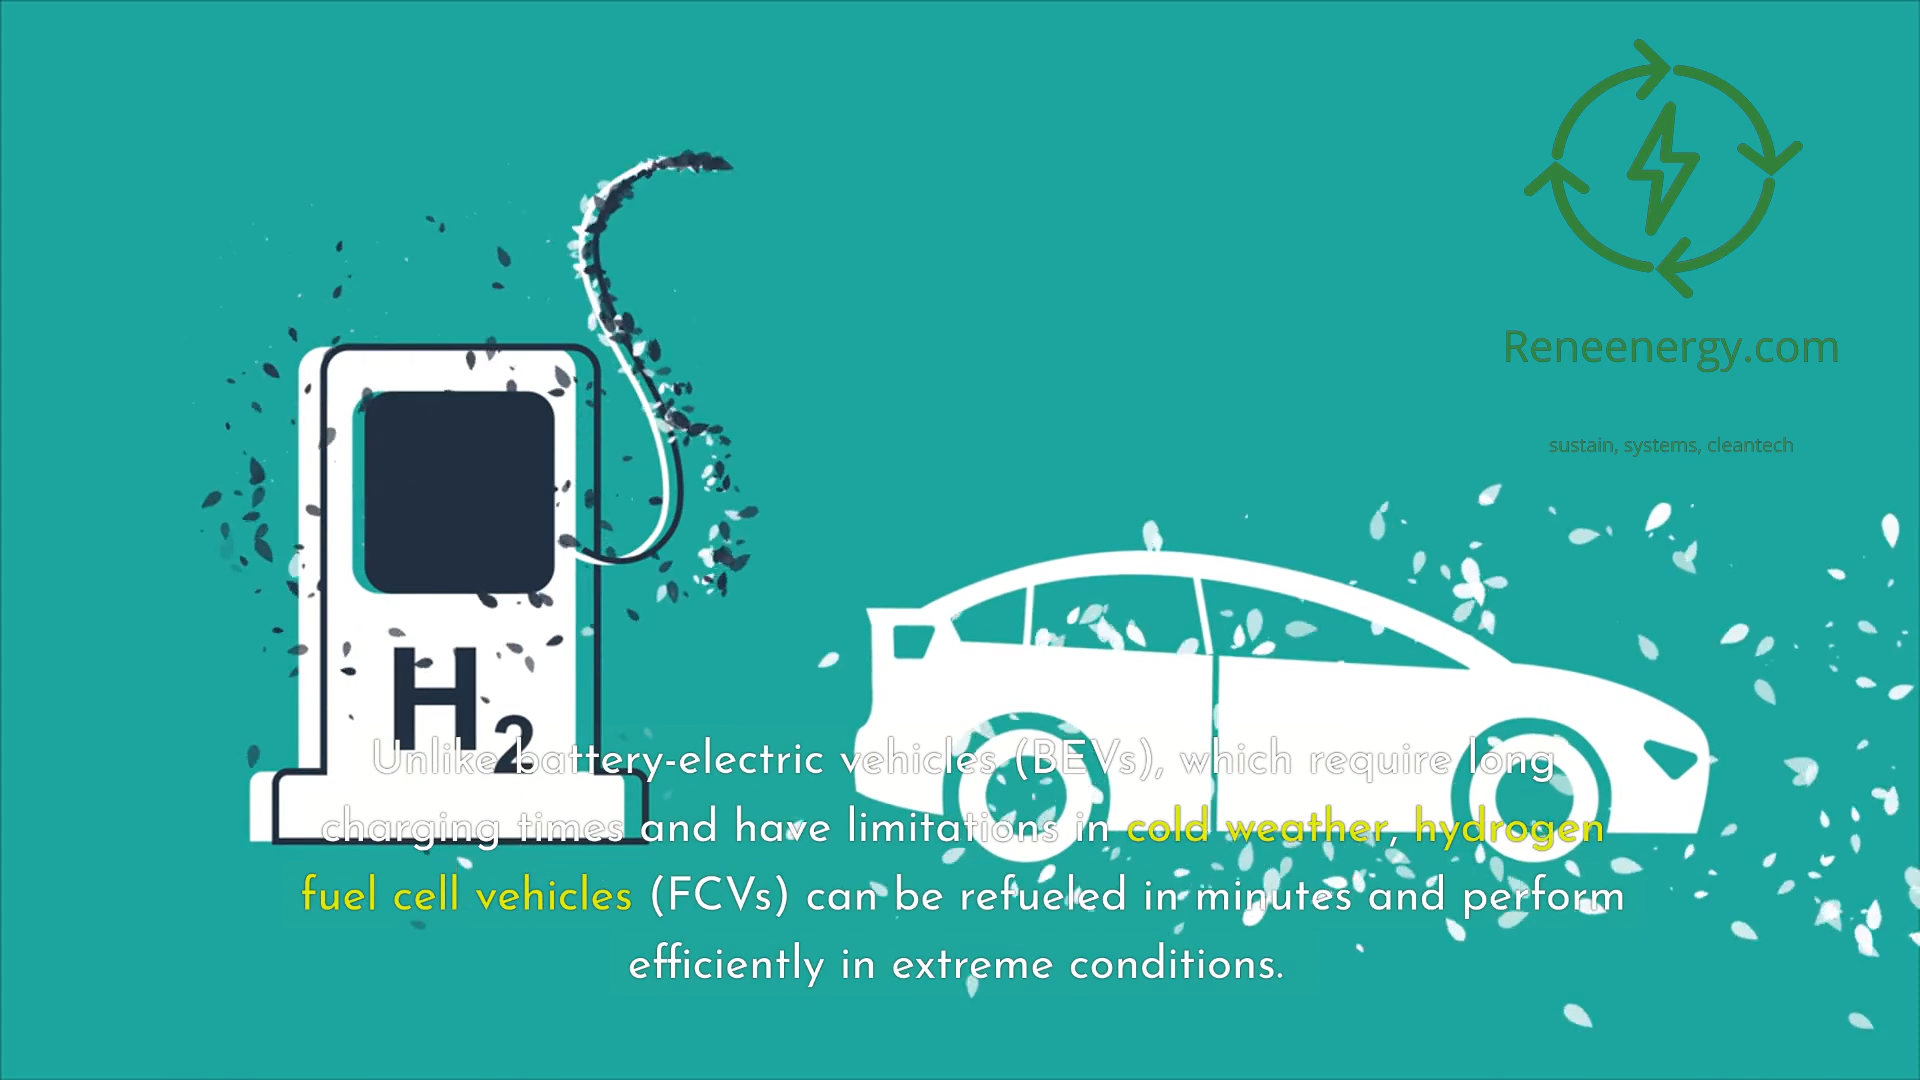 Reneenergy.com
sustain, systems, cleantech
H2
Unlike battery-electric vehicles (BEVs), which require long
charging times and have limitations in cold weather, hydrogen
fuel cell vehicles (FCVs) can be refueled in minutes and perform
efficiently in extreme conditions.